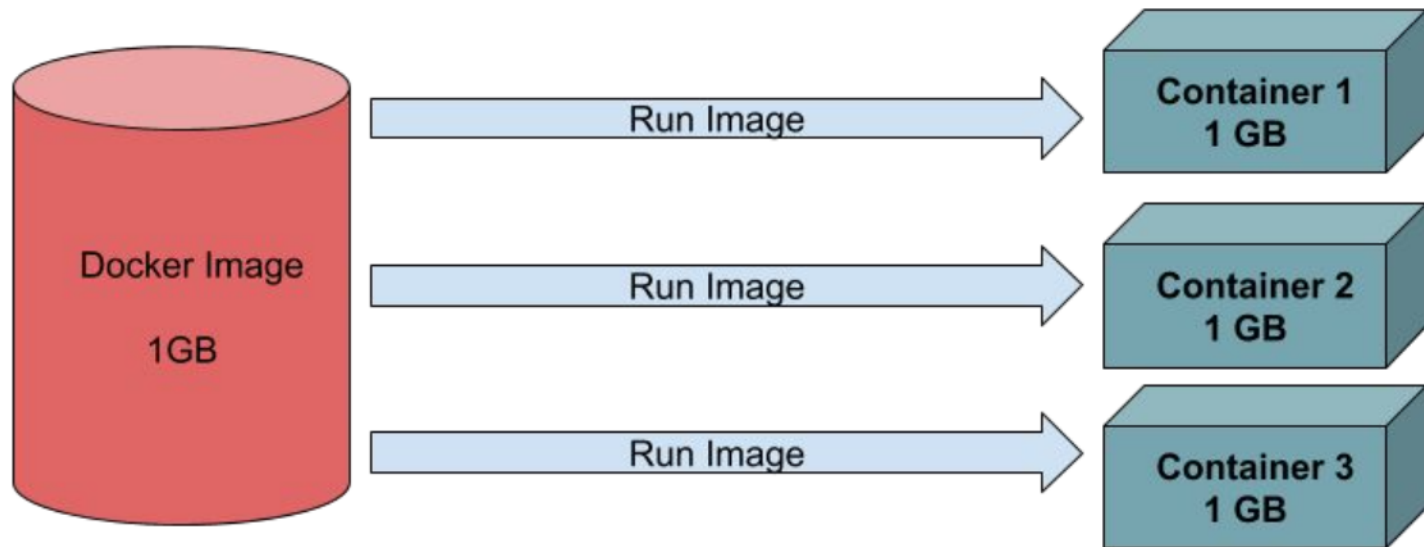 Docker Image
1GB
Run Image
Container 1
1 GB
Run Image
Container 2
1 GB
Run Image
Container 3
1 GB